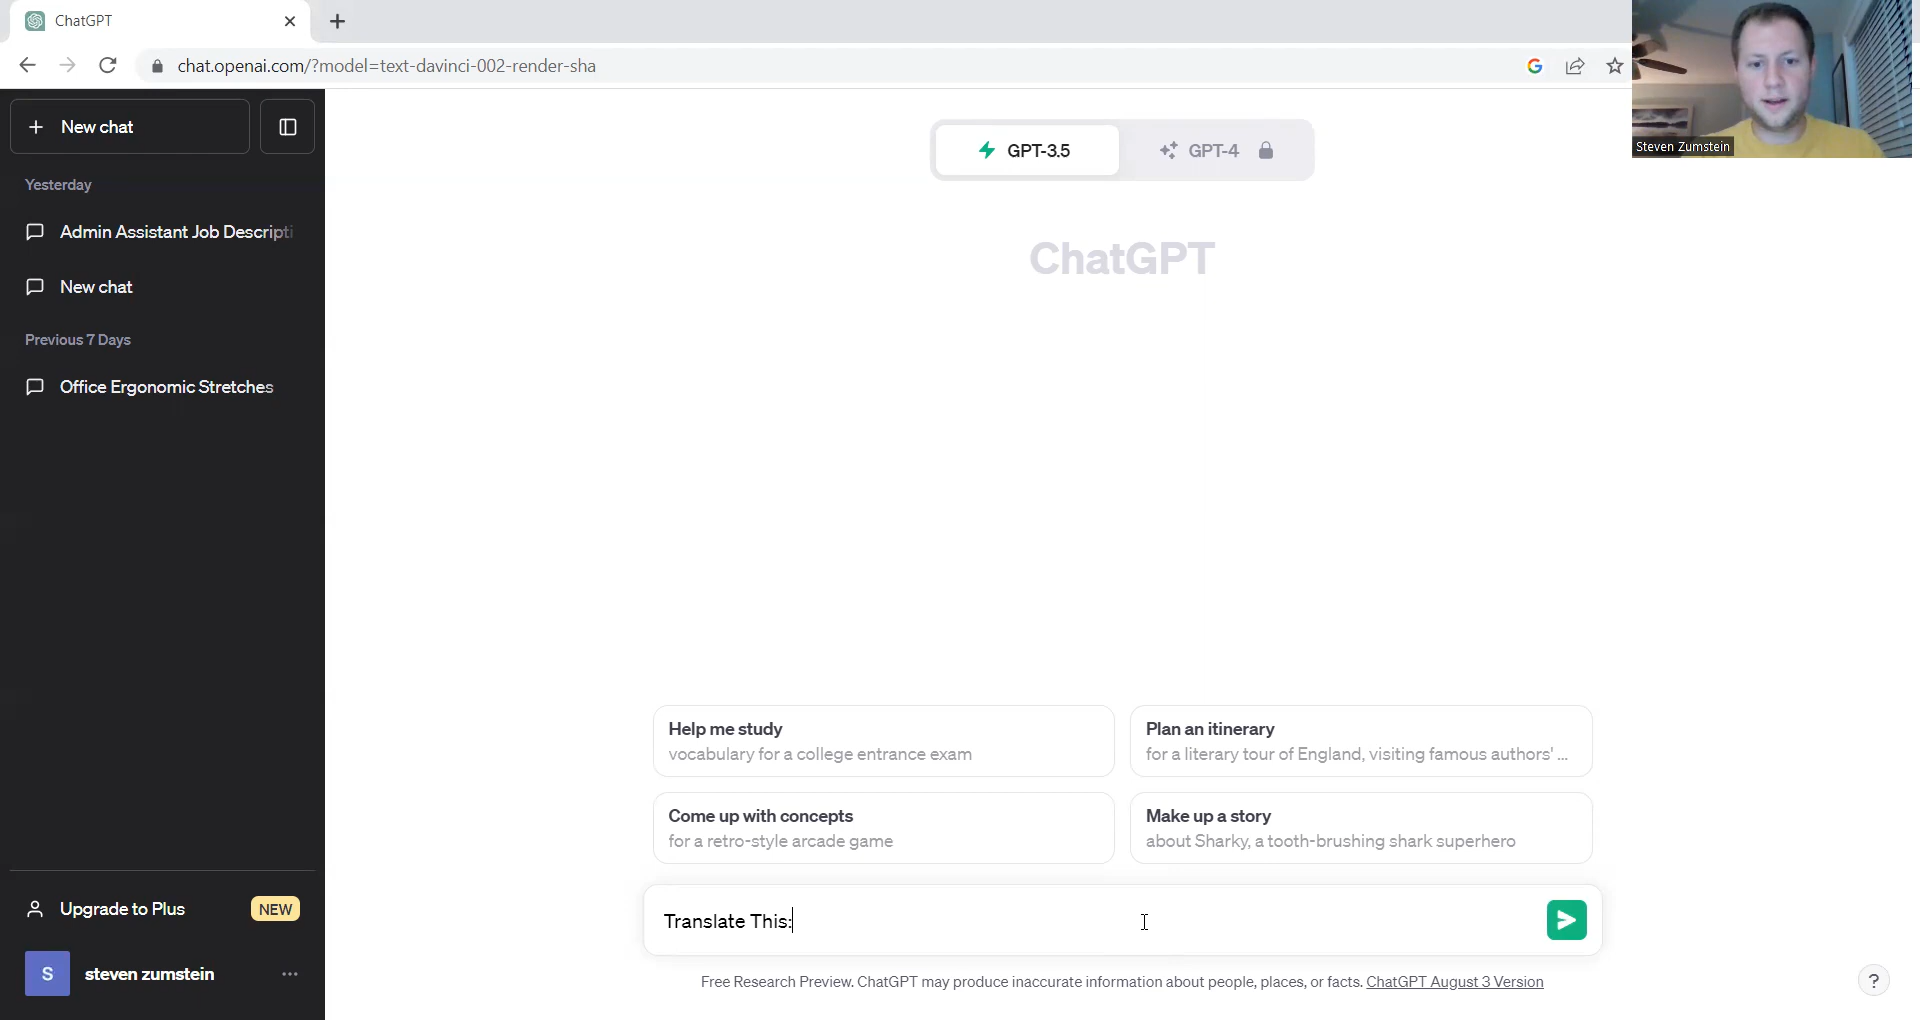 ChatGPT
chat.openai.com/?model=text-davinci-002-render-sha
Steven Zumstein
New chat
Yesterday
Admin Assistant Job Descripti
New chat
Previous 7 Days
Office Ergonomic Stretches
Upgrade to Plus NEW
S steven zumstein
GPT-3.5 GPT-4
ChatGPT
Help me study
vocabulary for a college entrance exam
Plan an itinerary
for a literary tour of England, visiting famous authors' ...
Come up with concepts
for a retro-style arcade game
Make up a story
about Sharky, a tooth-brushing shark superhero
Translate This:
Free Research Preview. ChatGPT may produce inaccurate information about people, places, or facts. ChatGPT August 3 Version
?